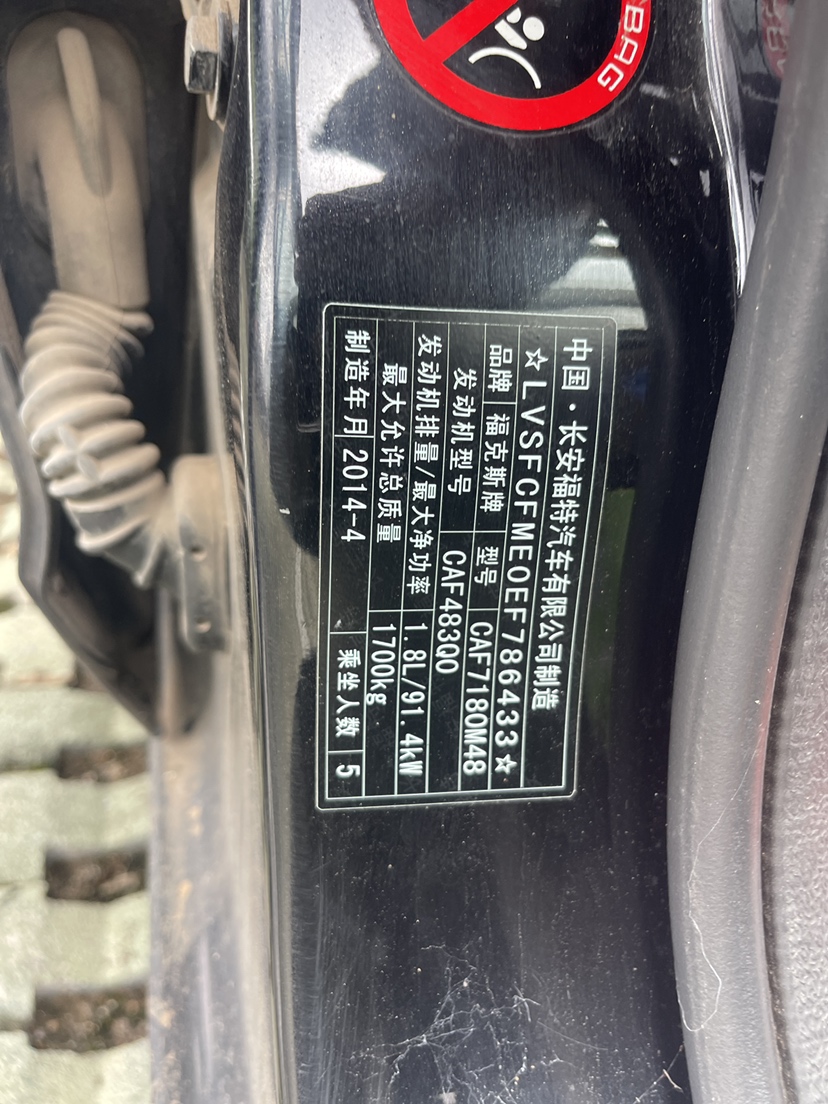 BAG
中国·长安福特汽车有限公司制造
☆LVSFCFME0EF786433☆
品牌 福克斯牌 型号 CAF7180M48
发动机型号 CAF483Q0
发动机排量/最大净功率 1.8L/91.4kW
最大允许总质量 1700kg
制造年月 2014-4 乘坐人数 5